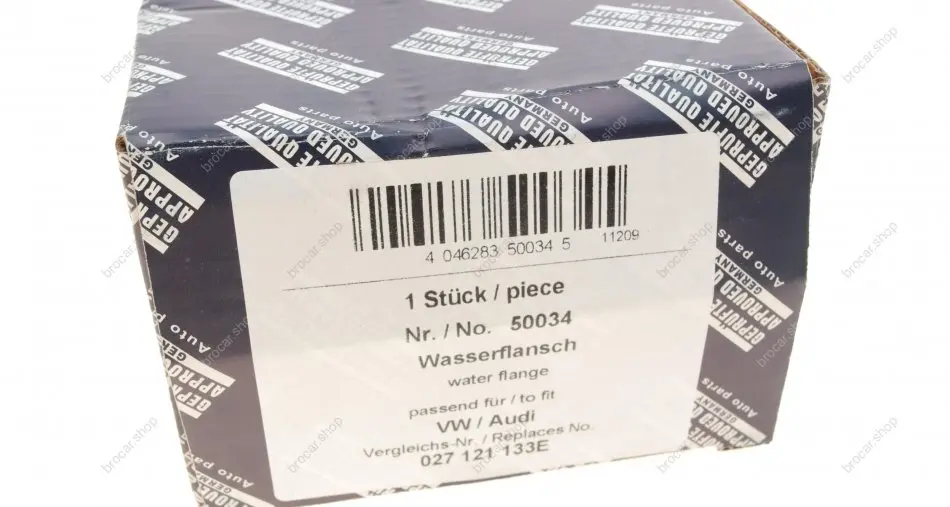 GEPRÜFTE QUALITÄT
APPROVED QUALITY
GERMANY
Auto parts
4 046283 50034 5
11209
1 Stück / piece
Nr. / No. 50034
Wasserflansch
water flange
passend für / to fit
VW / Audi
Vergleichs-Nr. / Replaces No.
027 121 133E
brocar.shop